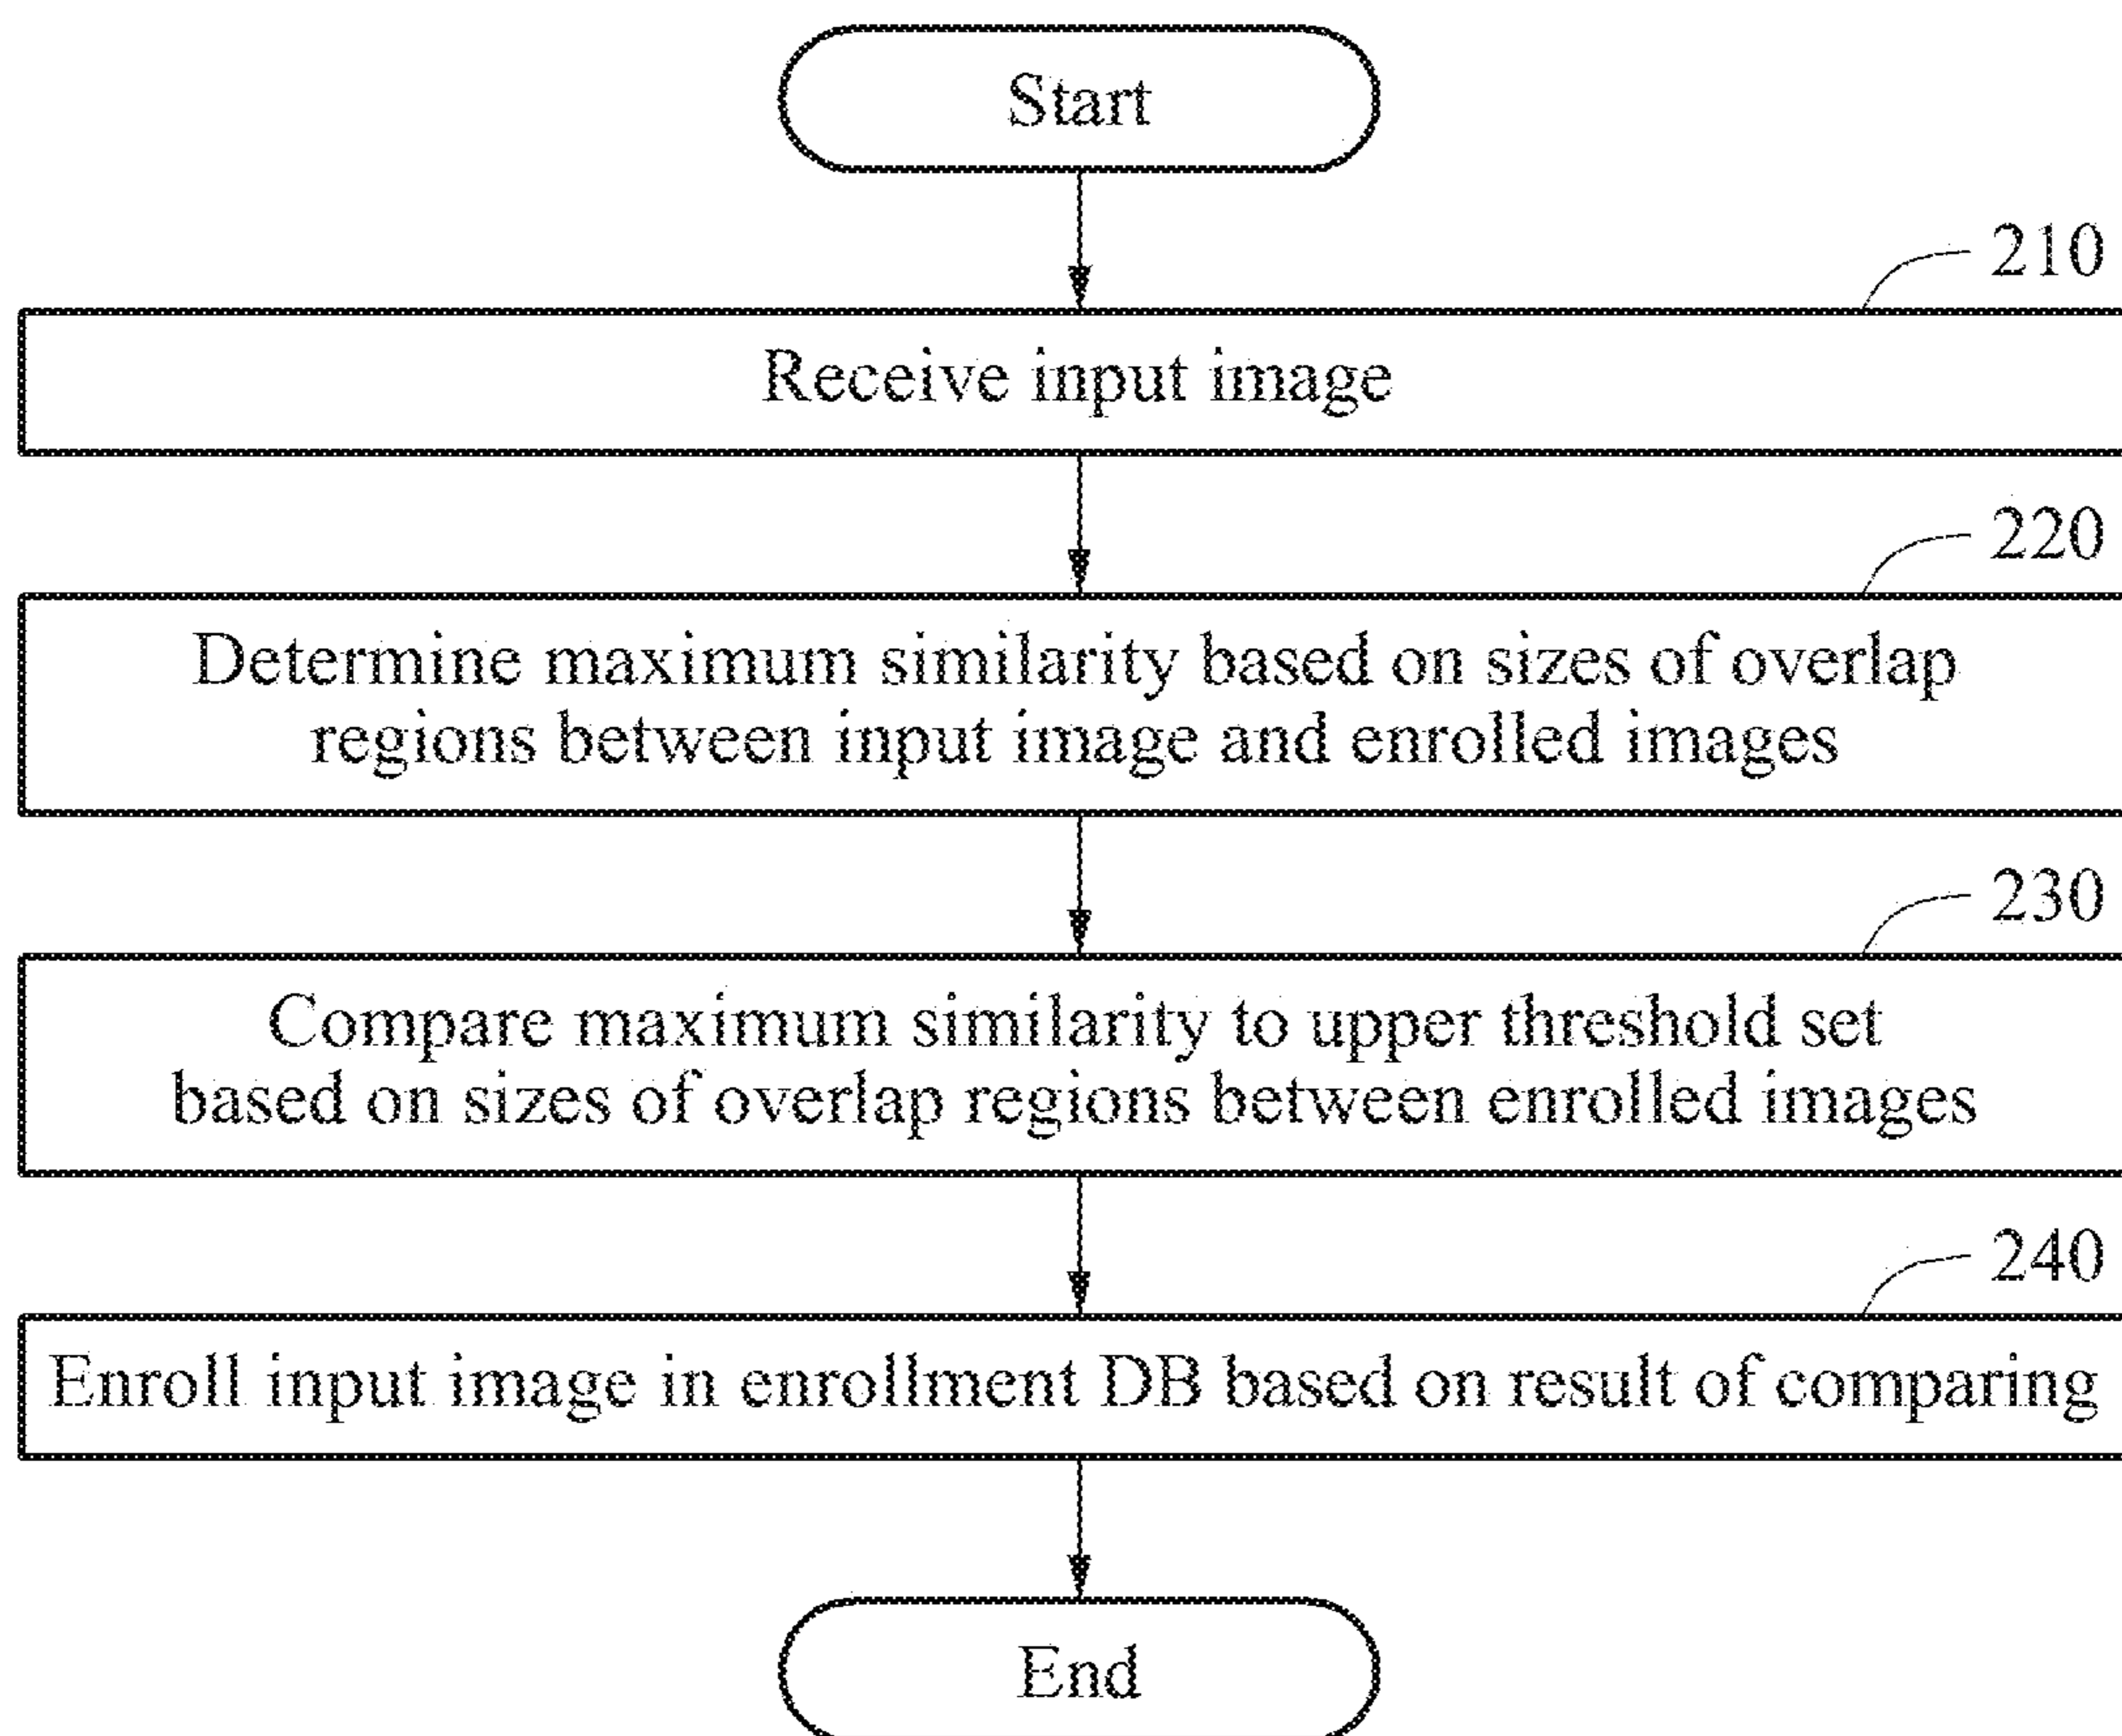 Start
210
Receive input image
220
Determine maximum similarity based on sizes of overlap
regions between input image and enrolled images
230
Compare maximum similarity to upper threshold set
based on sizes of overlap regions between enrolled images
240
Enroll input image in enrollment DB based on result of comparing
End